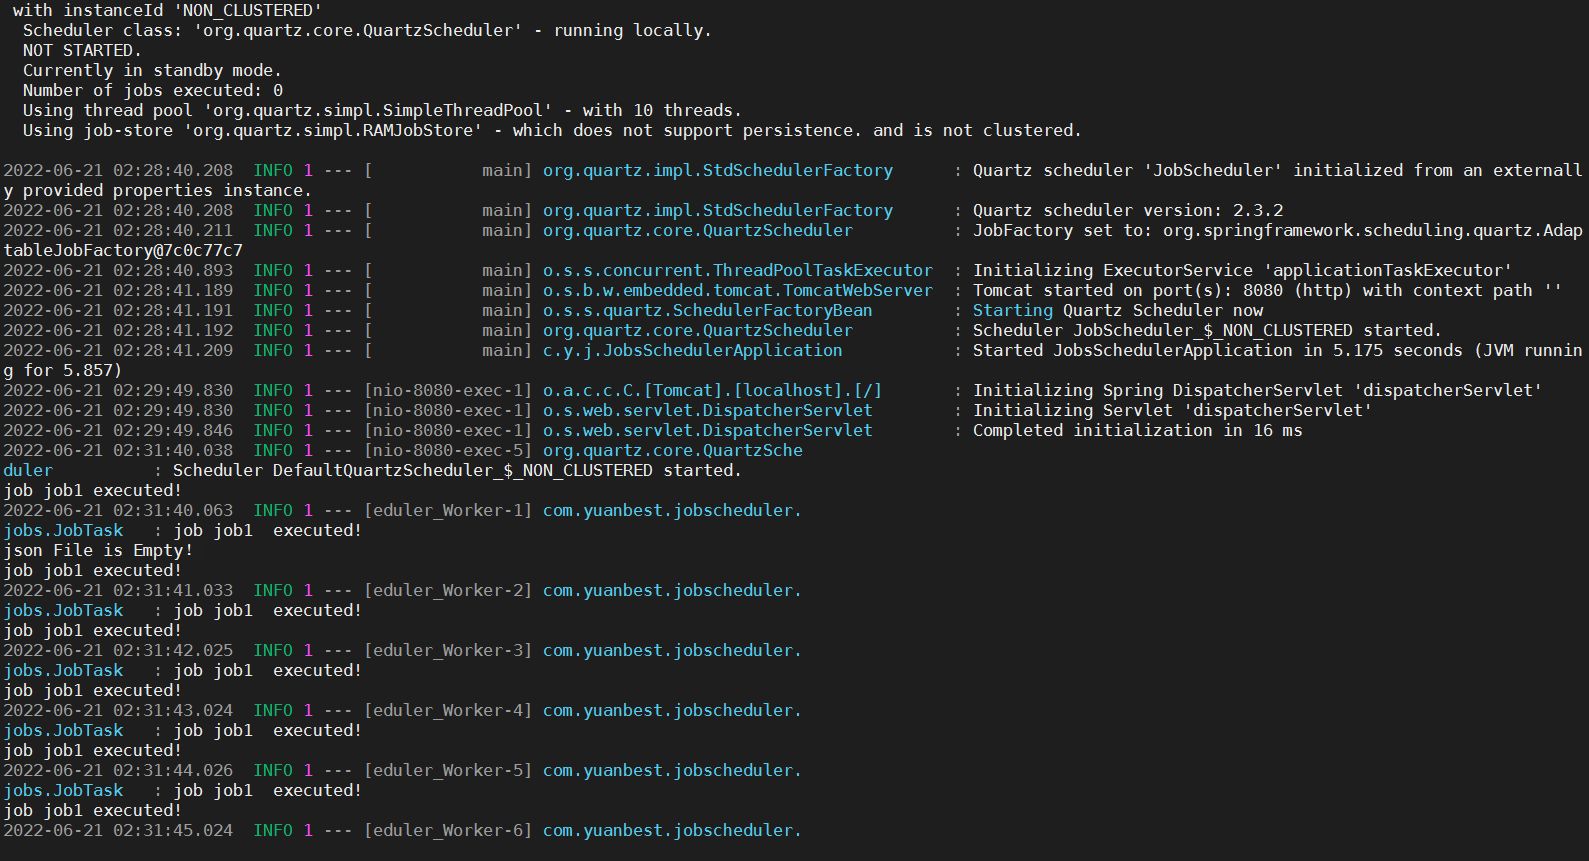 with instanceId 'NON_CLUSTERED'
  Scheduler class: 'org.quartz.core.QuartzScheduler' - running locally.
  NOT STARTED.
  Currently in standby mode.
  Number of jobs executed: 0
  Using thread pool 'org.quartz.simpl.SimpleThreadPool' - with 10 threads.
  Using job-store 'org.quartz.simpl.RAMJobStore' - which does not support persistence. and is not clustered.

2022-06-21 02:28:40.208  INFO 1 --- [           main] org.quartz.impl.StdSchedulerFactory      : Quartz scheduler 'JobScheduler' initialized from an externall
y provided properties instance.
2022-06-21 02:28:40.208  INFO 1 --- [           main] org.quartz.impl.StdSchedulerFactory      : Quartz scheduler version: 2.3.2
2022-06-21 02:28:40.211  INFO 1 --- [           main] org.quartz.core.QuartzScheduler          : JobFactory set to: org.springframework.scheduling.quartz.Adap
tableJobFactory@7c0c77c7
2022-06-21 02:28:40.893  INFO 1 --- [           main] o.s.s.concurrent.ThreadPoolTaskExecutor  : Initializing ExecutorService 'applicationTaskExecutor'
2022-06-21 02:28:41.189  INFO 1 --- [           main] o.s.b.w.embedded.tomcat.TomcatWebServer  : Tomcat started on port(s): 8080 (http) with context path ''
2022-06-21 02:28:41.191  INFO 1 --- [           main] o.s.s.quartz.SchedulerFactoryBean        : Starting Quartz Scheduler now
2022-06-21 02:28:41.192  INFO 1 --- [           main] org.quartz.core.QuartzScheduler          : Scheduler JobScheduler_$_NON_CLUSTERED started.
2022-06-21 02:28:41.209  INFO 1 --- [           main] c.y.j.JobsSchedulerApplication           : Started JobsSchedulerApplication in 5.175 seconds (JVM runnin
g for 5.857)
2022-06-21 02:29:49.830  INFO 1 --- [nio-8080-exec-1] o.a.c.c.C.[Tomcat].[localhost].[/]       : Initializing Spring DispatcherServlet 'dispatcherServlet'
2022-06-21 02:29:49.830  INFO 1 --- [nio-8080-exec-1] o.s.web.servlet.DispatcherServlet        : Initializing Servlet 'dispatcherServlet'
2022-06-21 02:29:49.846  INFO 1 --- [nio-8080-exec-1] o.s.web.servlet.DispatcherServlet        : Completed initialization in 16 ms
2022-06-21 02:31:40.038  INFO 1 --- [nio-8080-exec-5] org.quartz.core.QuartzSche
duler          : Scheduler DefaultQuartzScheduler_$_NON_CLUSTERED started.
job job1 executed!
2022-06-21 02:31:40.063  INFO 1 --- [eduler_Worker-1] com.yuanbest.jobscheduler.
jobs.JobTask   : job job1  executed!
json File is Empty!
job job1 executed!
2022-06-21 02:31:41.033  INFO 1 --- [eduler_Worker-2] com.yuanbest.jobscheduler.
jobs.JobTask   : job job1  executed!
job job1 executed!
2022-06-21 02:31:42.025  INFO 1 --- [eduler_Worker-3] com.yuanbest.jobscheduler.
jobs.JobTask   : job job1  executed!
job job1 executed!
2022-06-21 02:31:43.024  INFO 1 --- [eduler_Worker-4] com.yuanbest.jobscheduler.
jobs.JobTask   : job job1  executed!
job job1 executed!
2022-06-21 02:31:44.026  INFO 1 --- [eduler_Worker-5] com.yuanbest.jobscheduler.
jobs.JobTask   : job job1  executed!
job job1 executed!
2022-06-21 02:31:45.024  INFO 1 --- [eduler_Worker-6] com.yuanbest.jobscheduler.